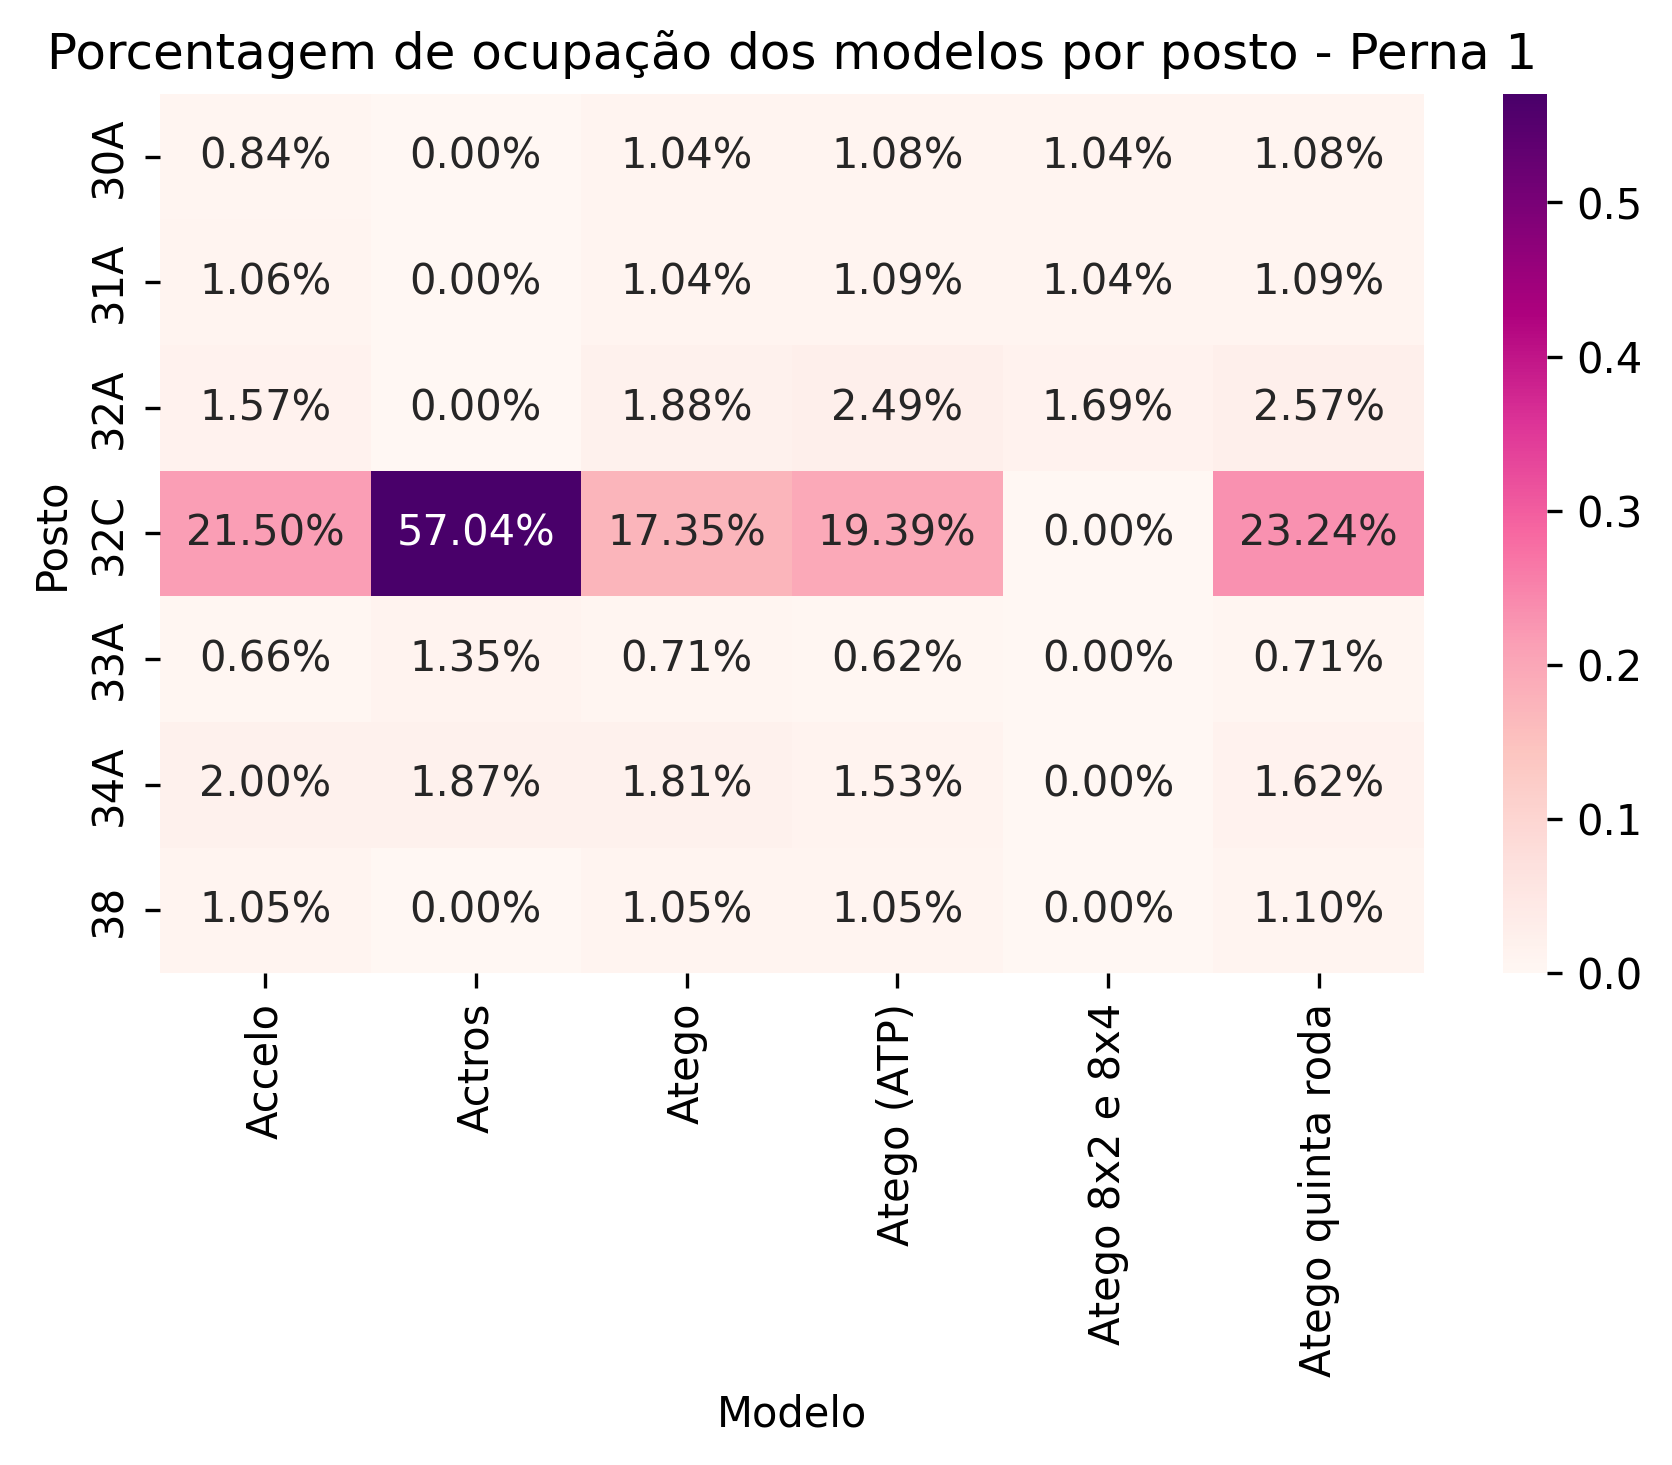 Porcentagem de ocupação dos modelos por posto - Perna 1
Posto
30A 0.84% 0.00% 1.04% 1.08% 1.04% 1.08%
31A 1.06% 0.00% 1.04% 1.09% 1.04% 1.09%
32A 1.57% 0.00% 1.88% 2.49% 1.69% 2.57%
32C 21.50% 57.04% 17.35% 19.39% 0.00% 23.24%
33A 0.66% 1.35% 0.71% 0.62% 0.00% 0.71%
34A 2.00% 1.87% 1.81% 1.53% 0.00% 1.62%
38 1.05% 0.00% 1.05% 1.05% 0.00% 1.10%
Accelo
Actros
Atego
Atego (ATP)
Atego 8x2 e 8x4
Atego quinta roda
Modelo
0.5
0.4
0.3
0.2
0.1
0.0